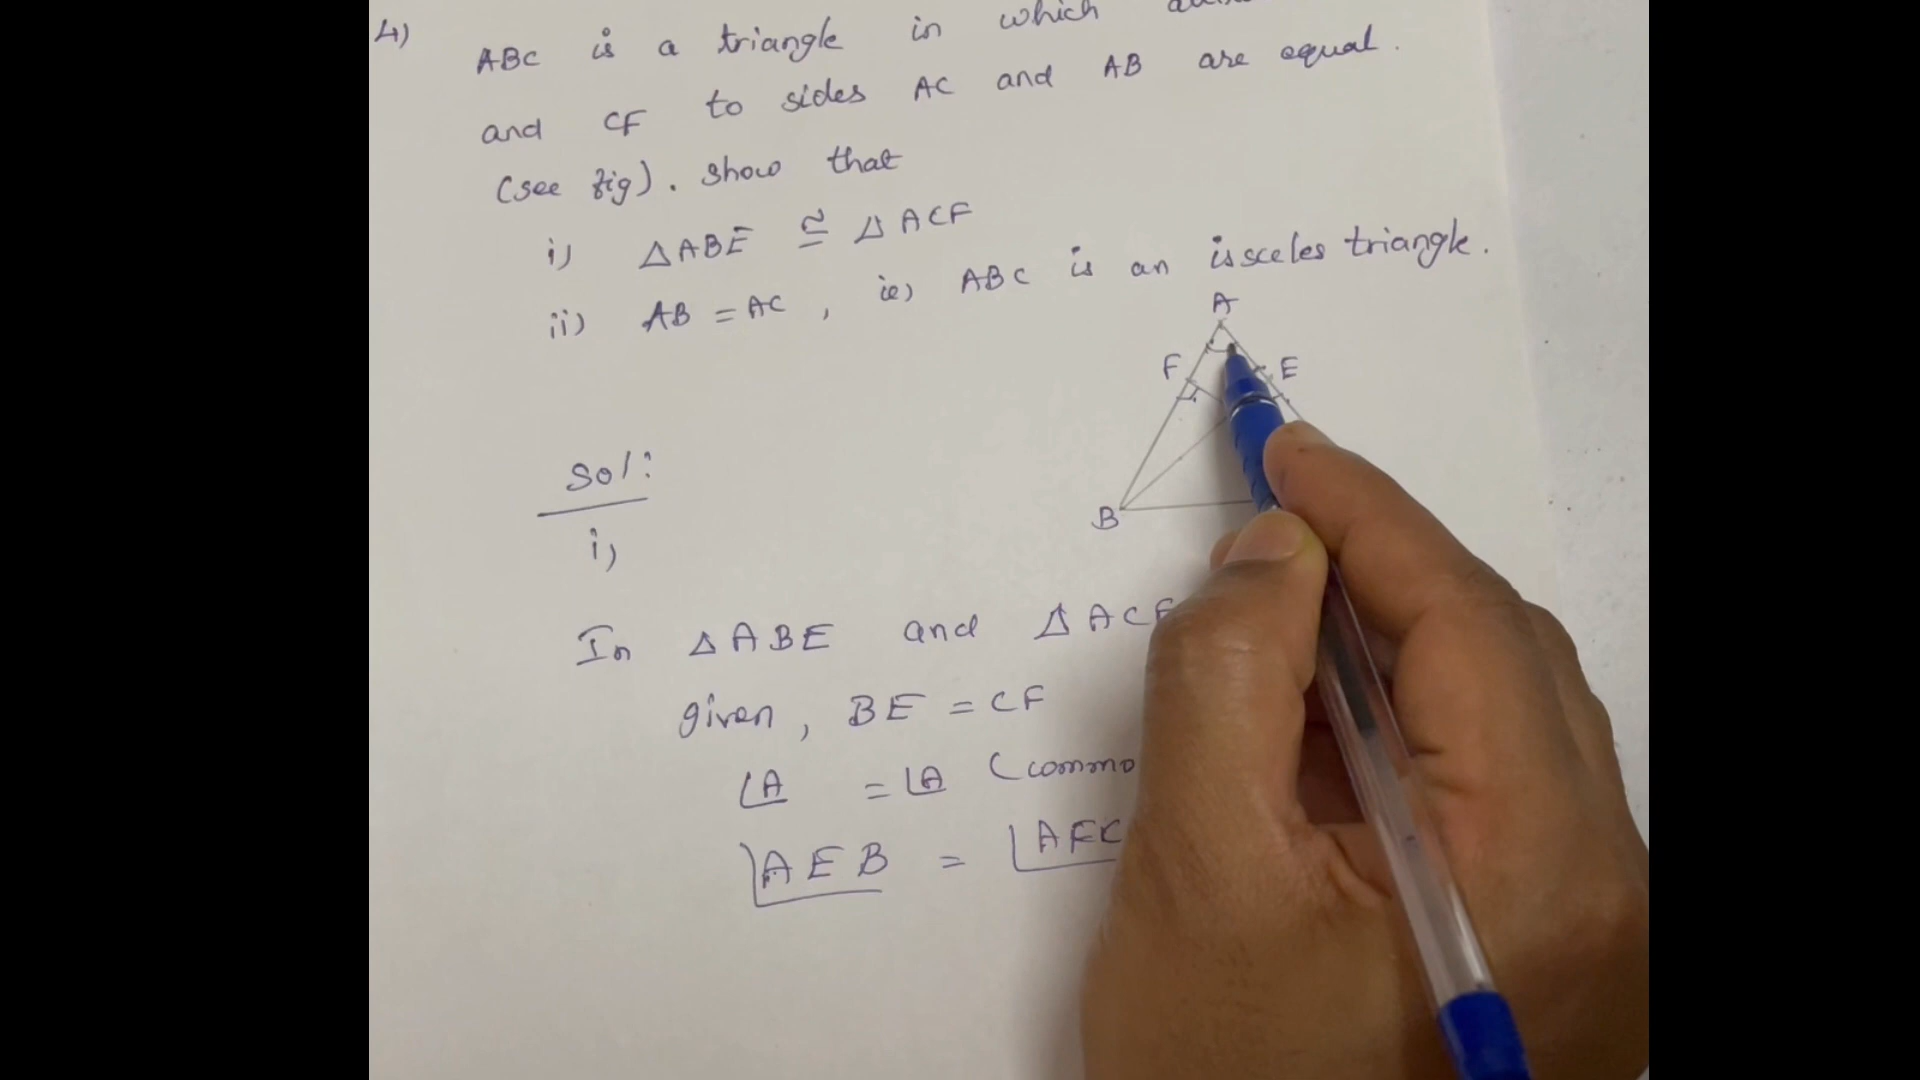 4)
ABC is a triangle in which
and CF to sides AC and AB are equal.
(see fig). show that
i) △ABE ≅ △ACF
ii) AB = AC, ie) ABC is an issceles triangle.
A
F
E
B
Sol:
i)
In △ABE and △ACF
given, BE = CF
∠A = ∠A (commo
∠AEB = ∠AFC